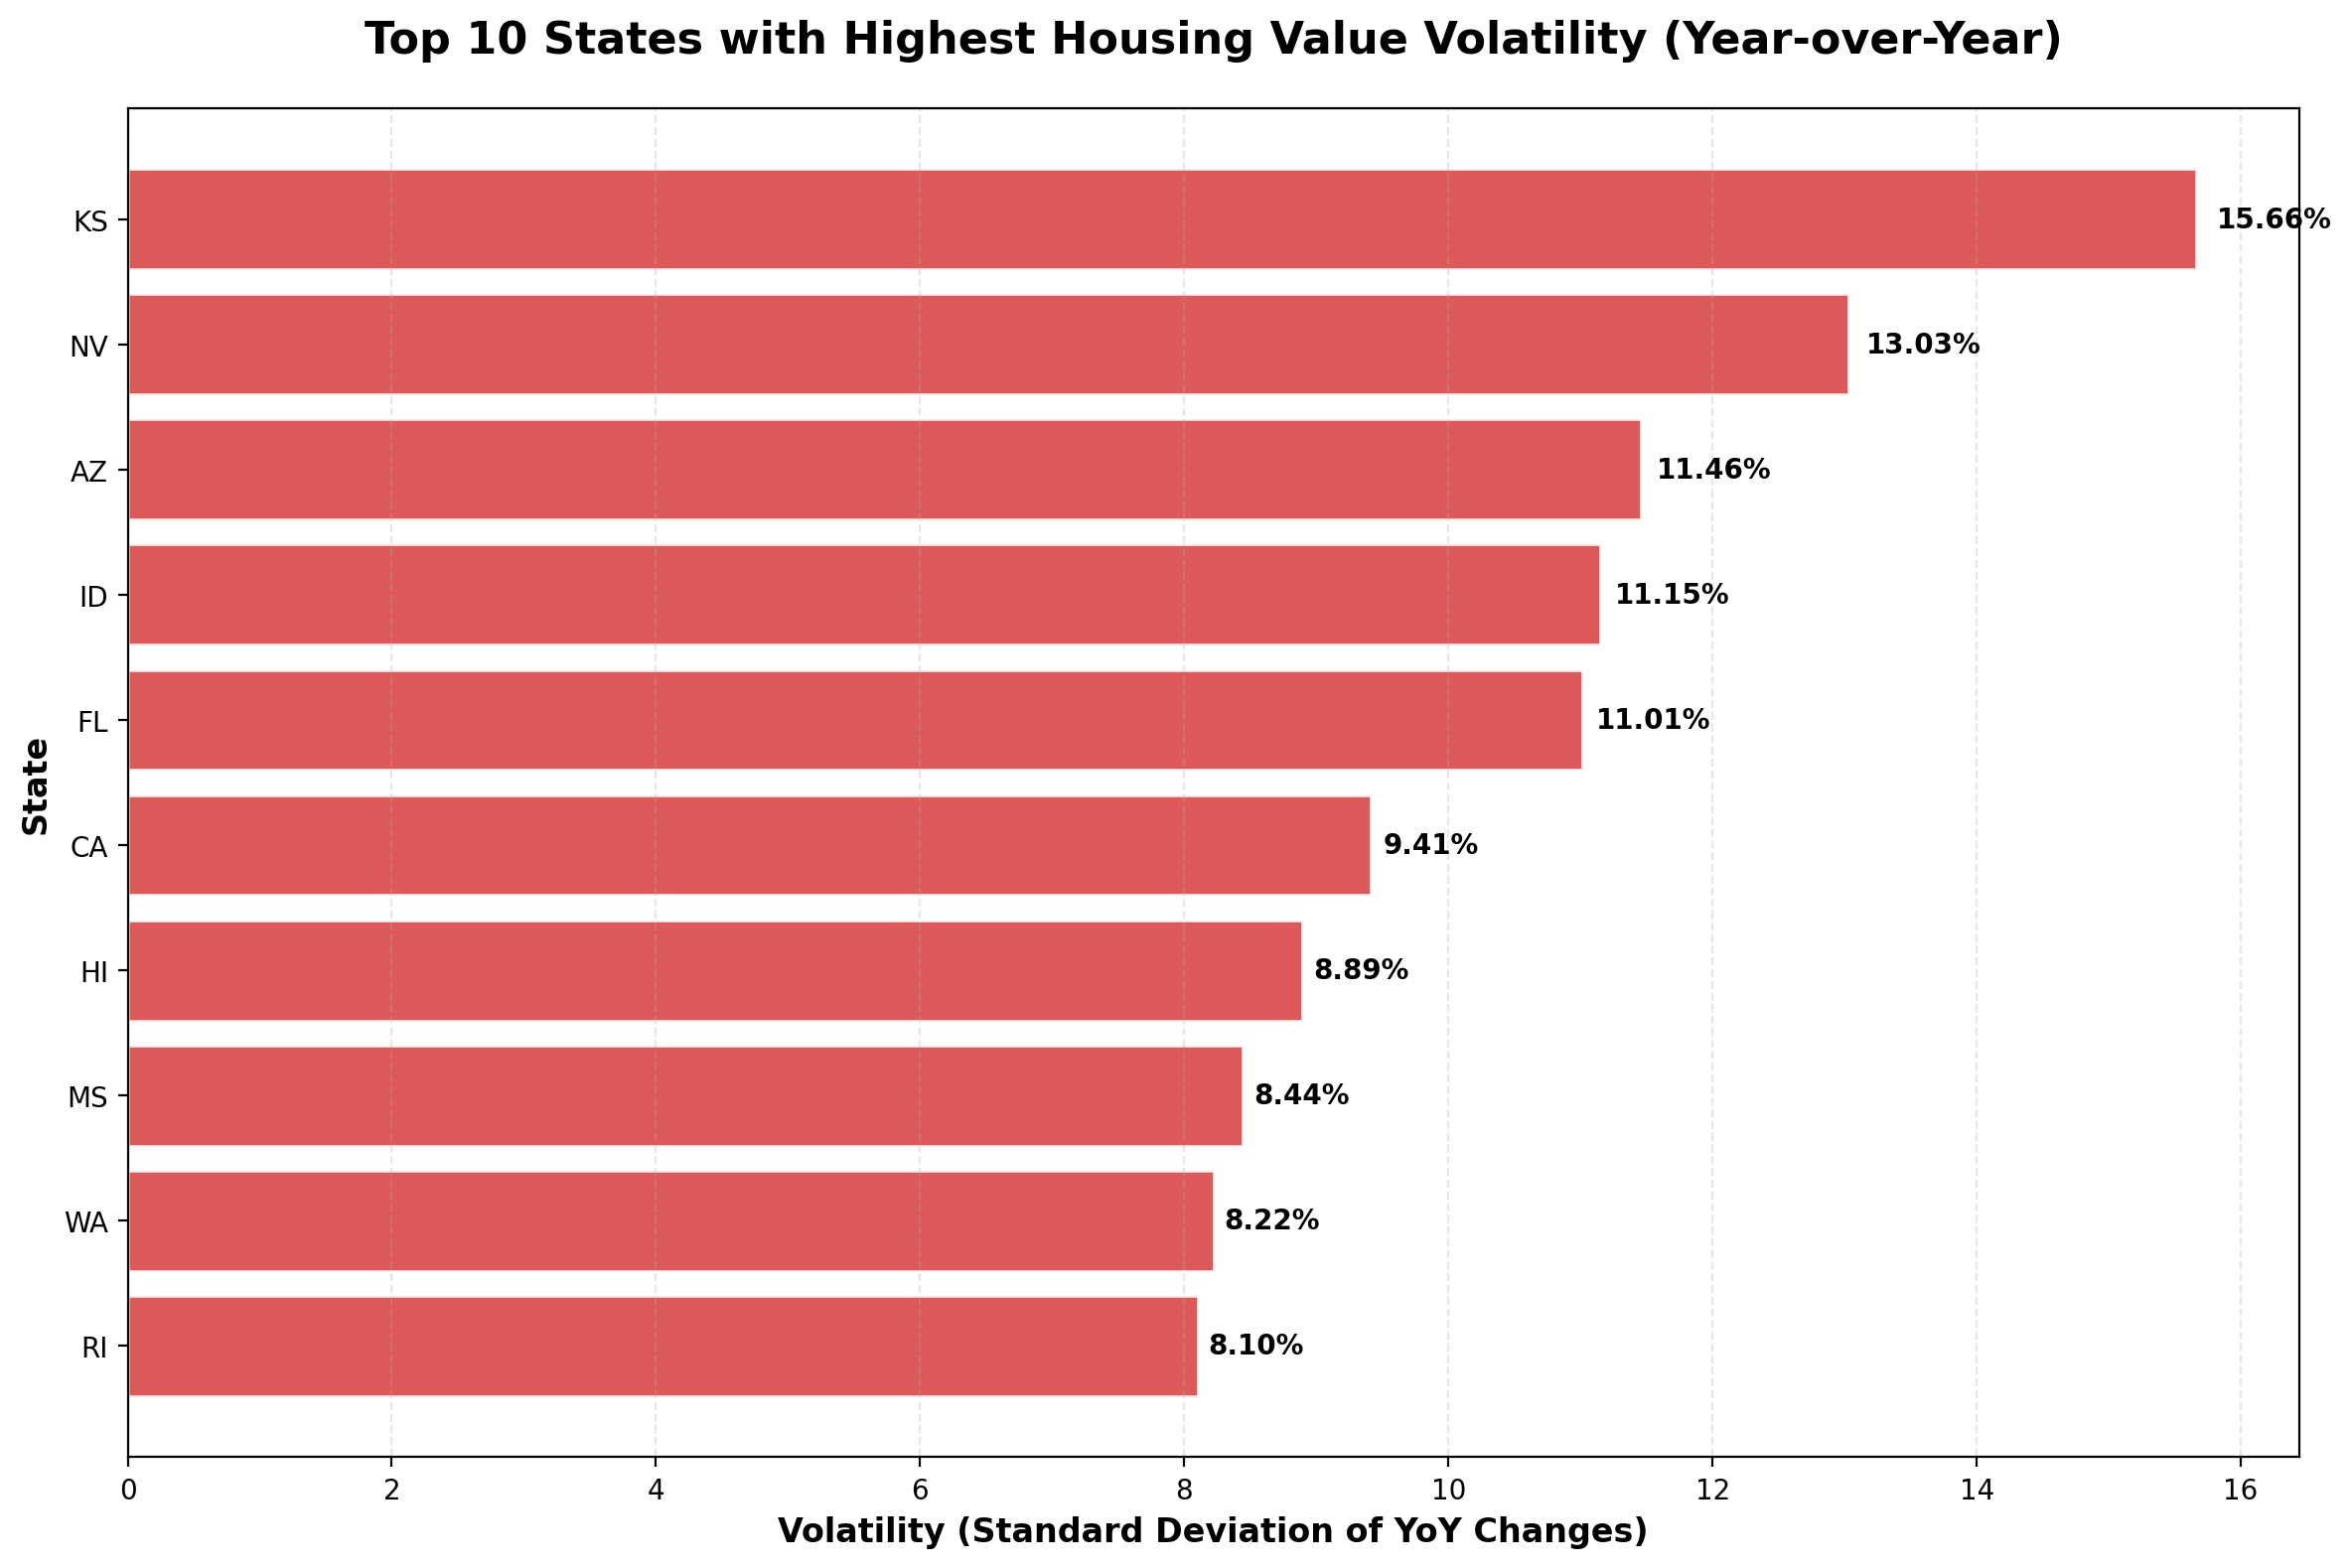 Top 10 States with Highest Housing Value Volatility (Year-over-Year)
State
KS 15.66%
NV 13.03%
AZ 11.46%
ID 11.15%
FL 11.01%
CA 9.41%
HI 8.89%
MS 8.44%
WA 8.22%
RI 8.10%
0 2 4 6 8 10 12 14 16
Volatility (Standard Deviation of YoY Changes)